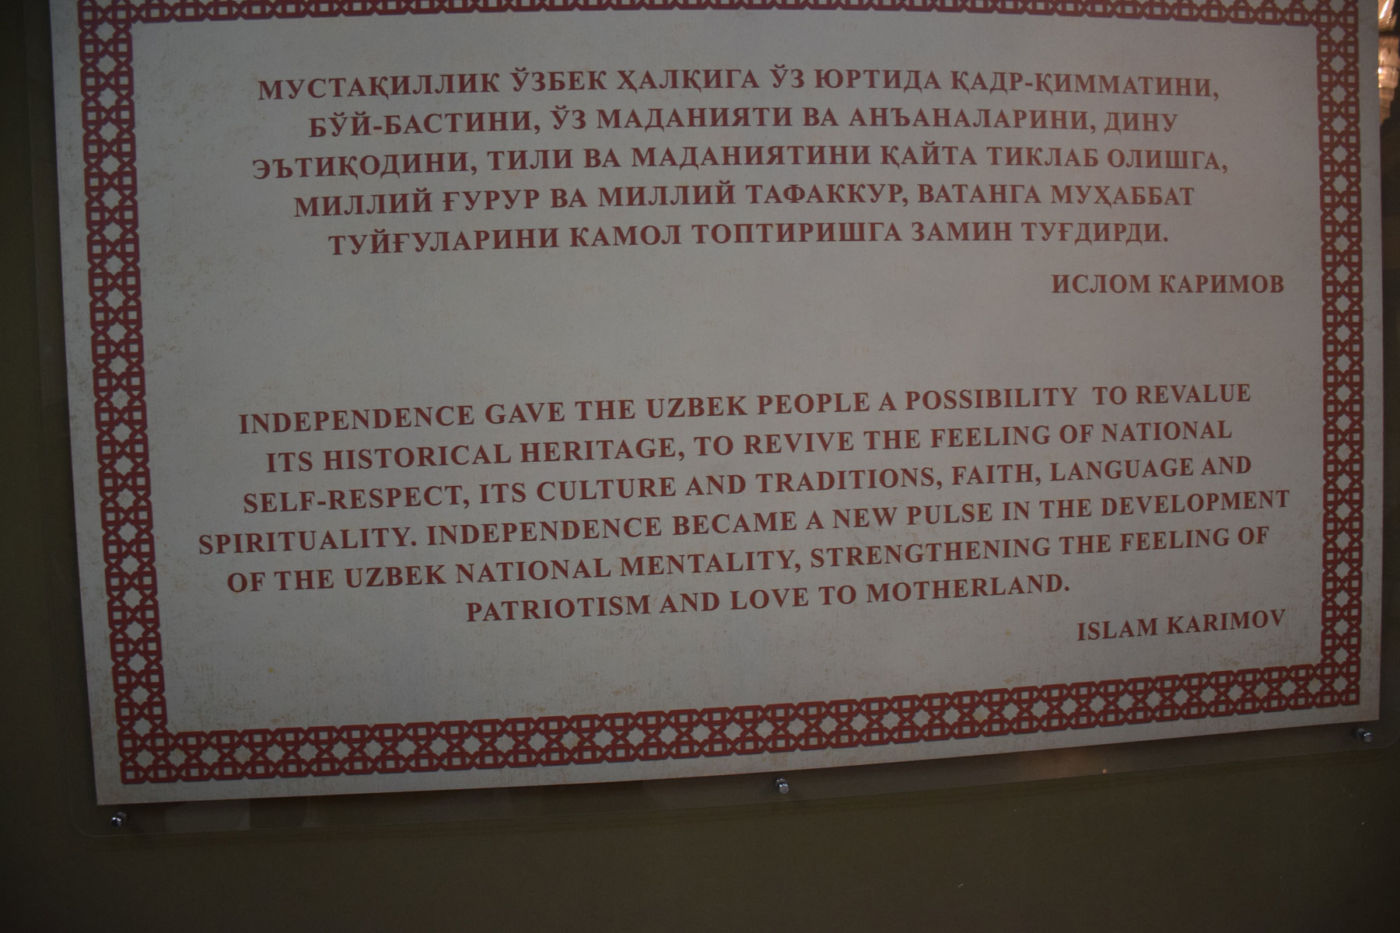 МУСТАҚИЛЛИК ЎЗБЕК ҲАЛҚИГА ЎЗ ЮРТИДА ҚАДР-ҚИММАТИНИ,
БЎЙ-БАСТИНИ, ЎЗ МАДАНИЯТИ ВА АНЪАНАЛАРИНИ, ДИНУ
ЭЪТИҚОДИНИ, ТИЛИ ВА МАДАНИЯТИНИ ҚАЙТА ТИКЛАБ ОЛИШГА,
МИЛЛИЙ ҒУРУР ВА МИЛЛИЙ ТАФАККУР, ВАТАНГА МУҲАББАТ
ТУЙҒУЛАРИНИ КАМОЛ ТОПТИРИШГА ЗАМИН ТУҒДИРДИ.
ИСЛОМ КАРИМОВ
INDEPENDENCE GAVE THE UZBEK PEOPLE A POSSIBILITY TO REVALUE
ITS HISTORICAL HERITAGE, TO REVIVE THE FEELING OF NATIONAL
SELF-RESPECT, ITS CULTURE AND TRADITIONS, FAITH, LANGUAGE AND
SPIRITUALITY. INDEPENDENCE BECAME A NEW PULSE IN THE DEVELOPMENT
OF THE UZBEK NATIONAL MENTALITY, STRENGTHENING THE FEELING OF
PATRIOTISM AND LOVE TO MOTHERLAND.
ISLAM KARIMOV